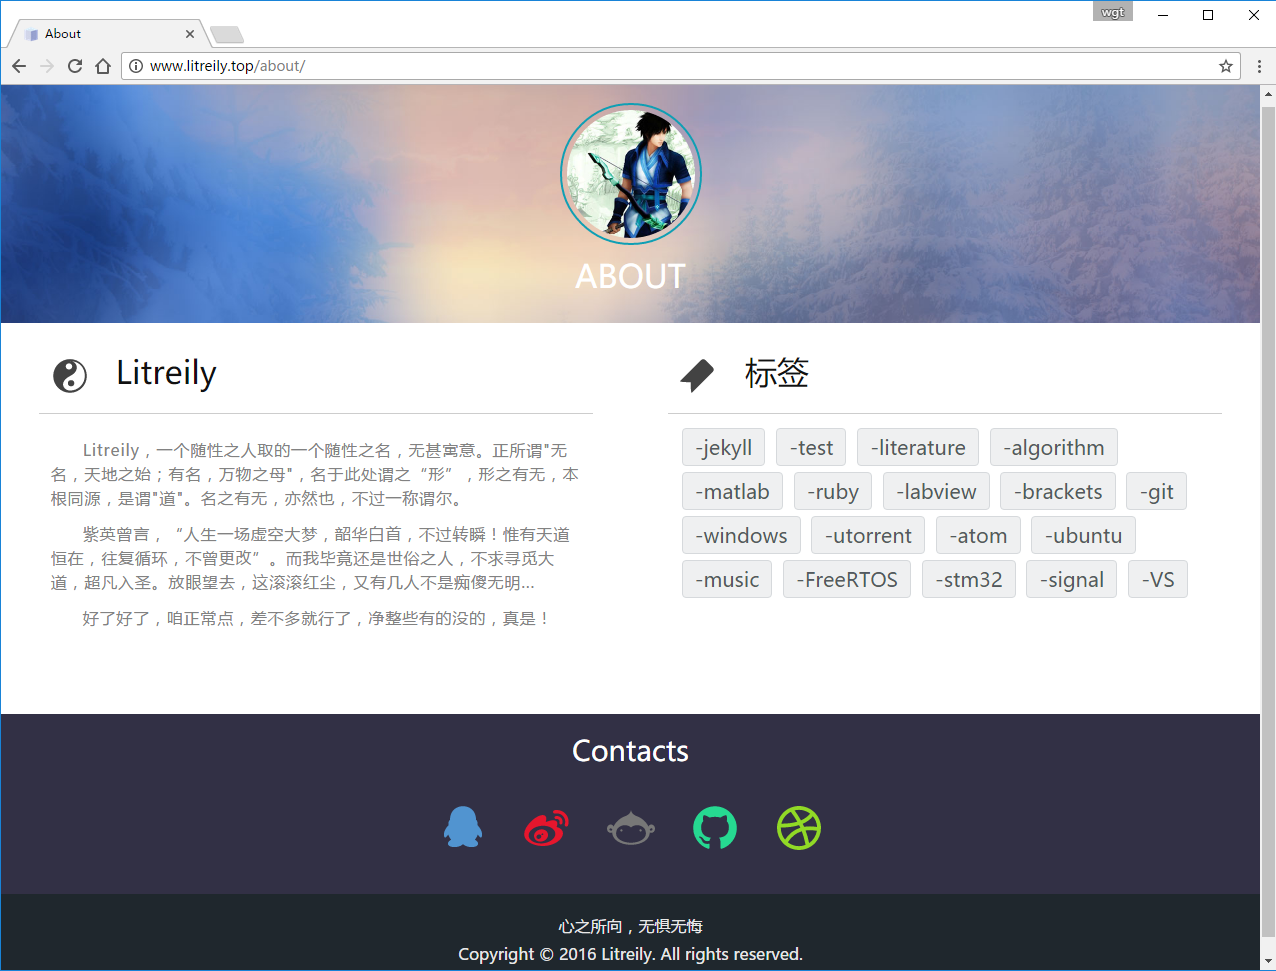 wgt
About
www.litreily.top/about/
ABOUT
Litreily
Litreily，一个随性之人取的一个随性之名，无甚寓意。正所谓"无
名，天地之始；有名，万物之母"，名于此处谓之“形”，形之有无，本
根同源，是谓"道"。名之有无，亦然也，不过一称谓尔。
紫英曾言，“人生一场虚空大梦，韶华白首，不过转瞬！惟有天道
恒在，往复循环，不曾更改”。而我毕竟还是世俗之人，不求寻觅大
道，超凡入圣。放眼望去，这滚滚红尘，又有几人不是痴傻无明...
好了好了，咱正常点，差不多就行了，净整些有的没的，真是！
标签
-jekyll -test -literature -algorithm
-matlab -ruby -labview -brackets -git
-windows -utorrent -atom -ubuntu
-music -FreeRTOS -stm32 -signal -VS
Contacts
心之所向，无惧无悔
Copyright © 2016 Litreily. All rights reserved.